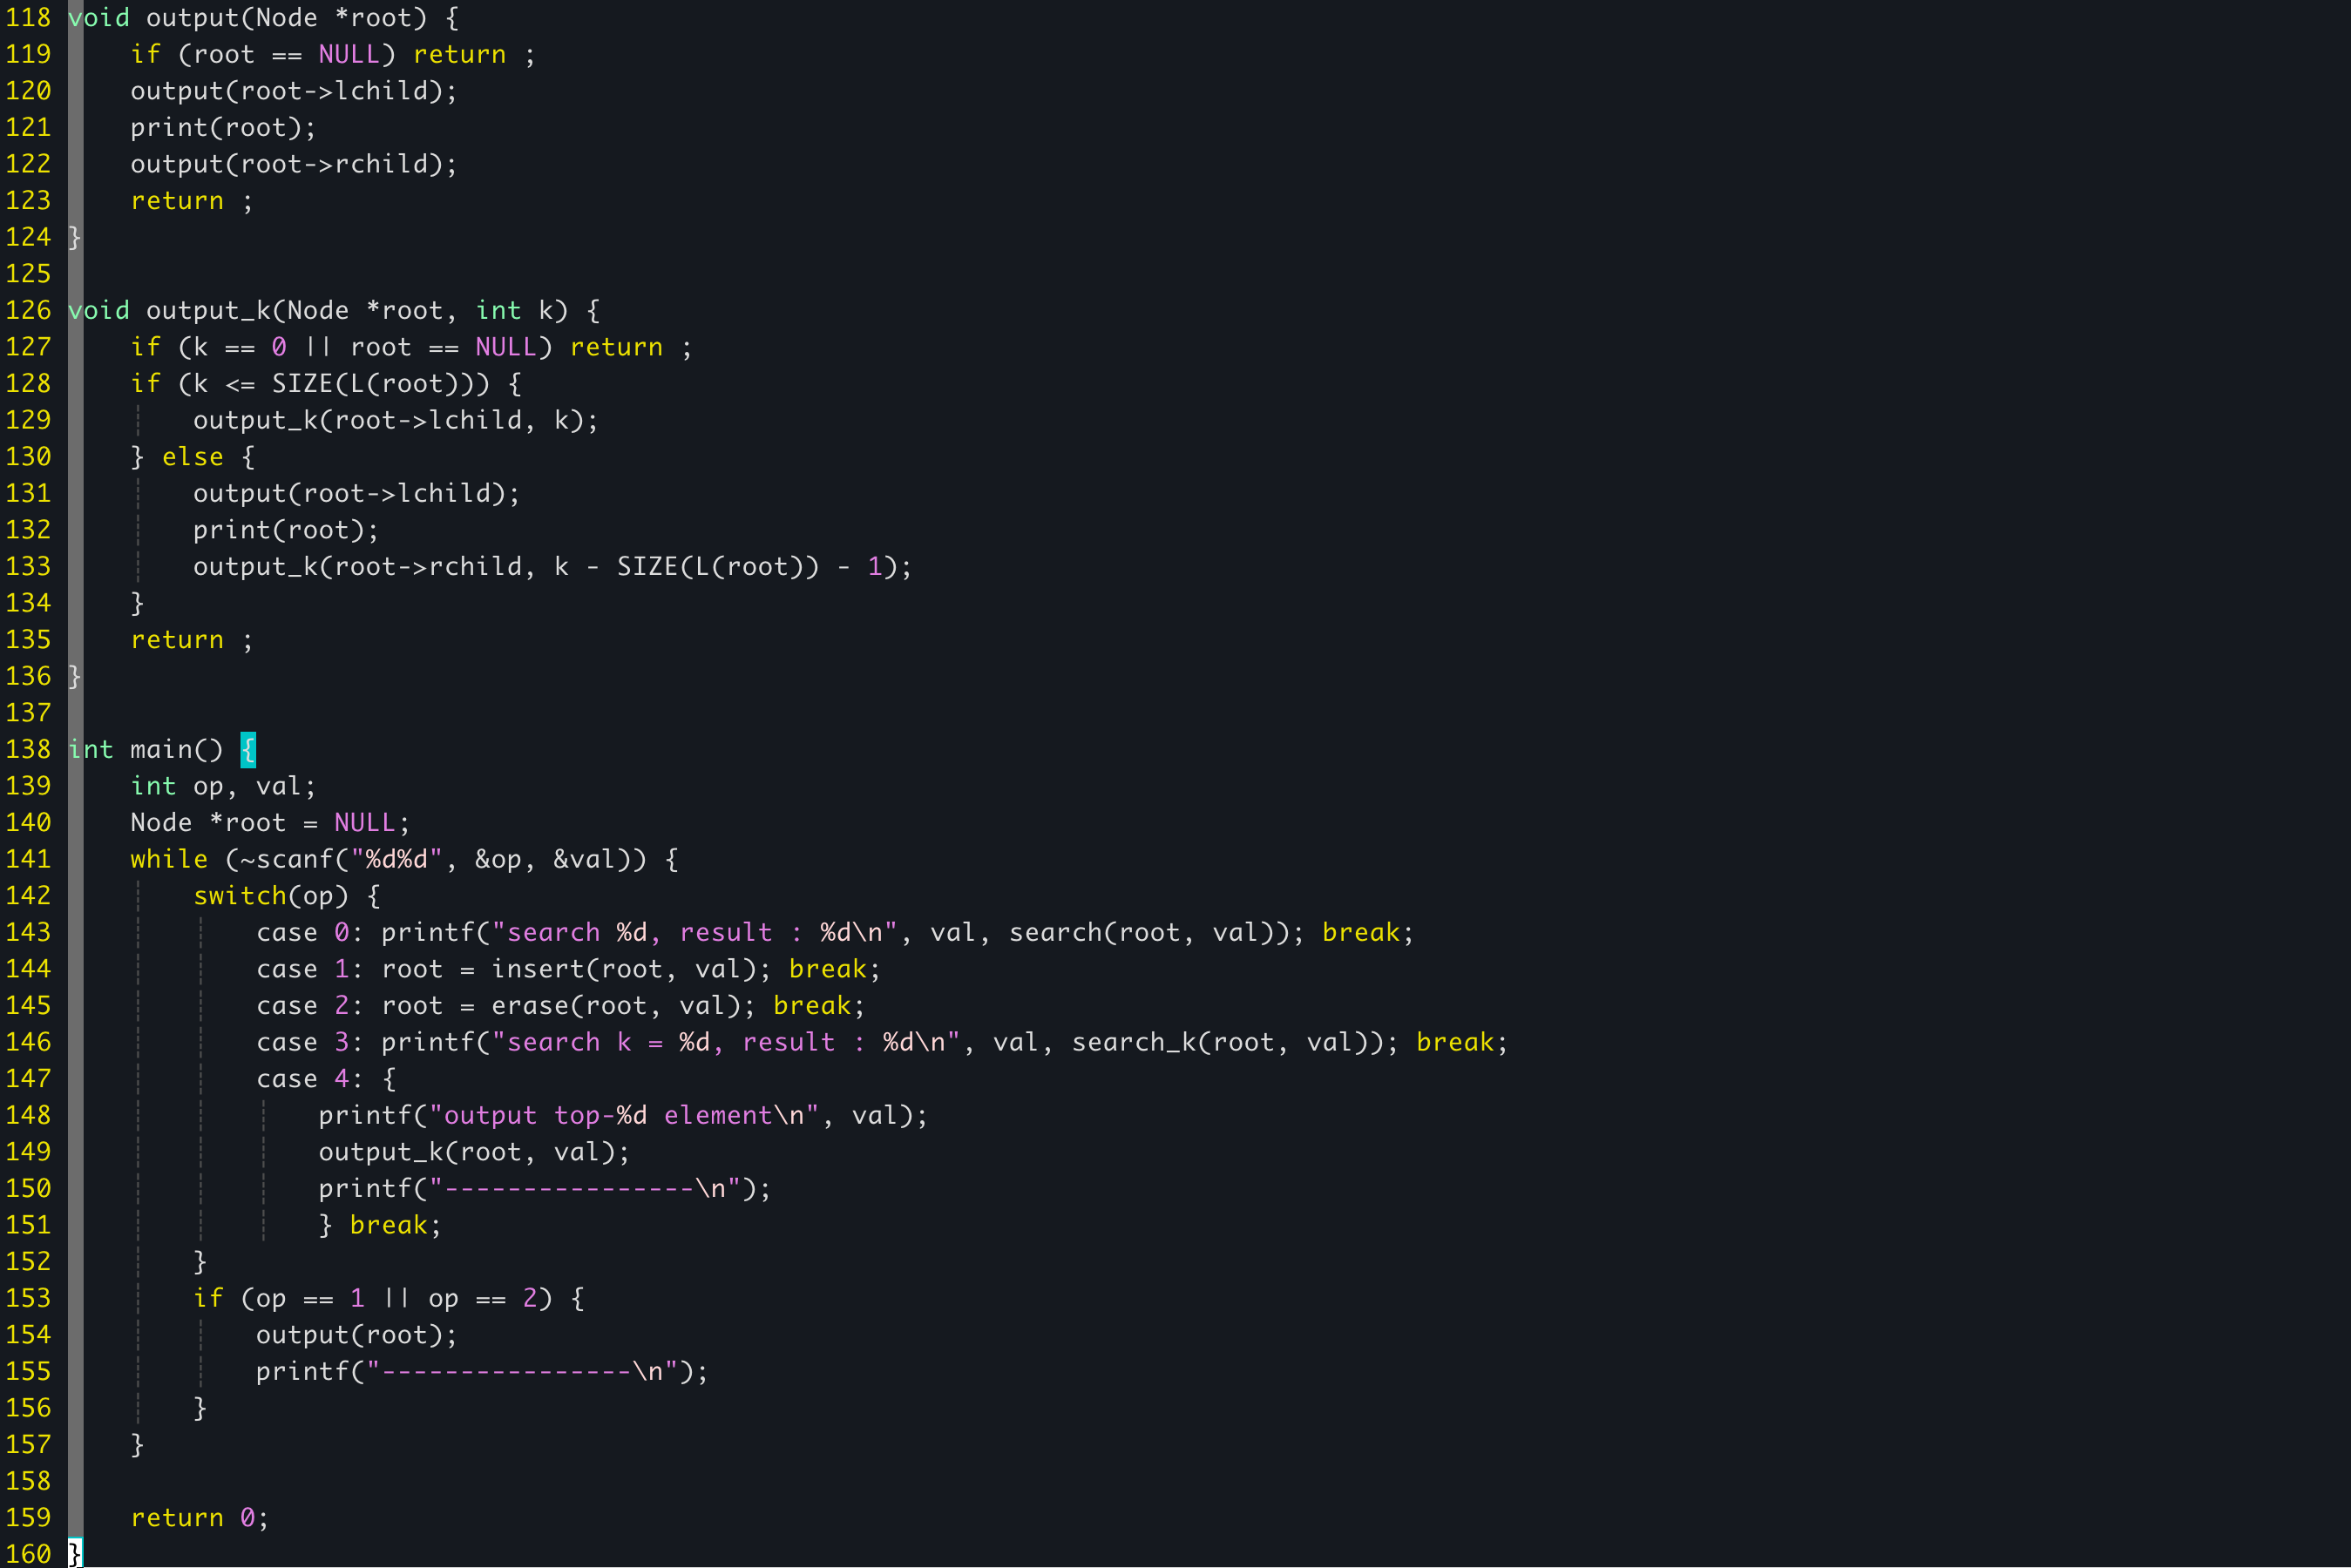 118 void output(Node *root) {
119     if (root == NULL) return ;
120     output(root->lchild);
121     print(root);
122     output(root->rchild);
123     return ;
124 }
125
126 void output_k(Node *root, int k) {
127     if (k == 0 || root == NULL) return ;
128     if (k <= SIZE(L(root))) {
129         output_k(root->lchild, k);
130     } else {
131         output(root->lchild);
132         print(root);
133         output_k(root->rchild, k - SIZE(L(root)) - 1);
134     }
135     return ;
136 }
137
138 int main() {
139     int op, val;
140     Node *root = NULL;
141     while (~scanf("%d%d", &op, &val)) {
142         switch(op) {
143             case 0: printf("search %d, result : %d\n", val, search(root, val)); break;
144             case 1: root = insert(root, val); break;
145             case 2: root = erase(root, val); break;
146             case 3: printf("search k = %d, result : %d\n", val, search_k(root, val)); break;
147             case 4: {
148                 printf("output top-%d element\n", val);
149                 output_k(root, val);
150                 printf("----------------\n");
151                 } break;
152         }
153         if (op == 1 || op == 2) {
154             output(root);
155             printf("----------------\n");
156         }
157     }
158
159     return 0;
160 }